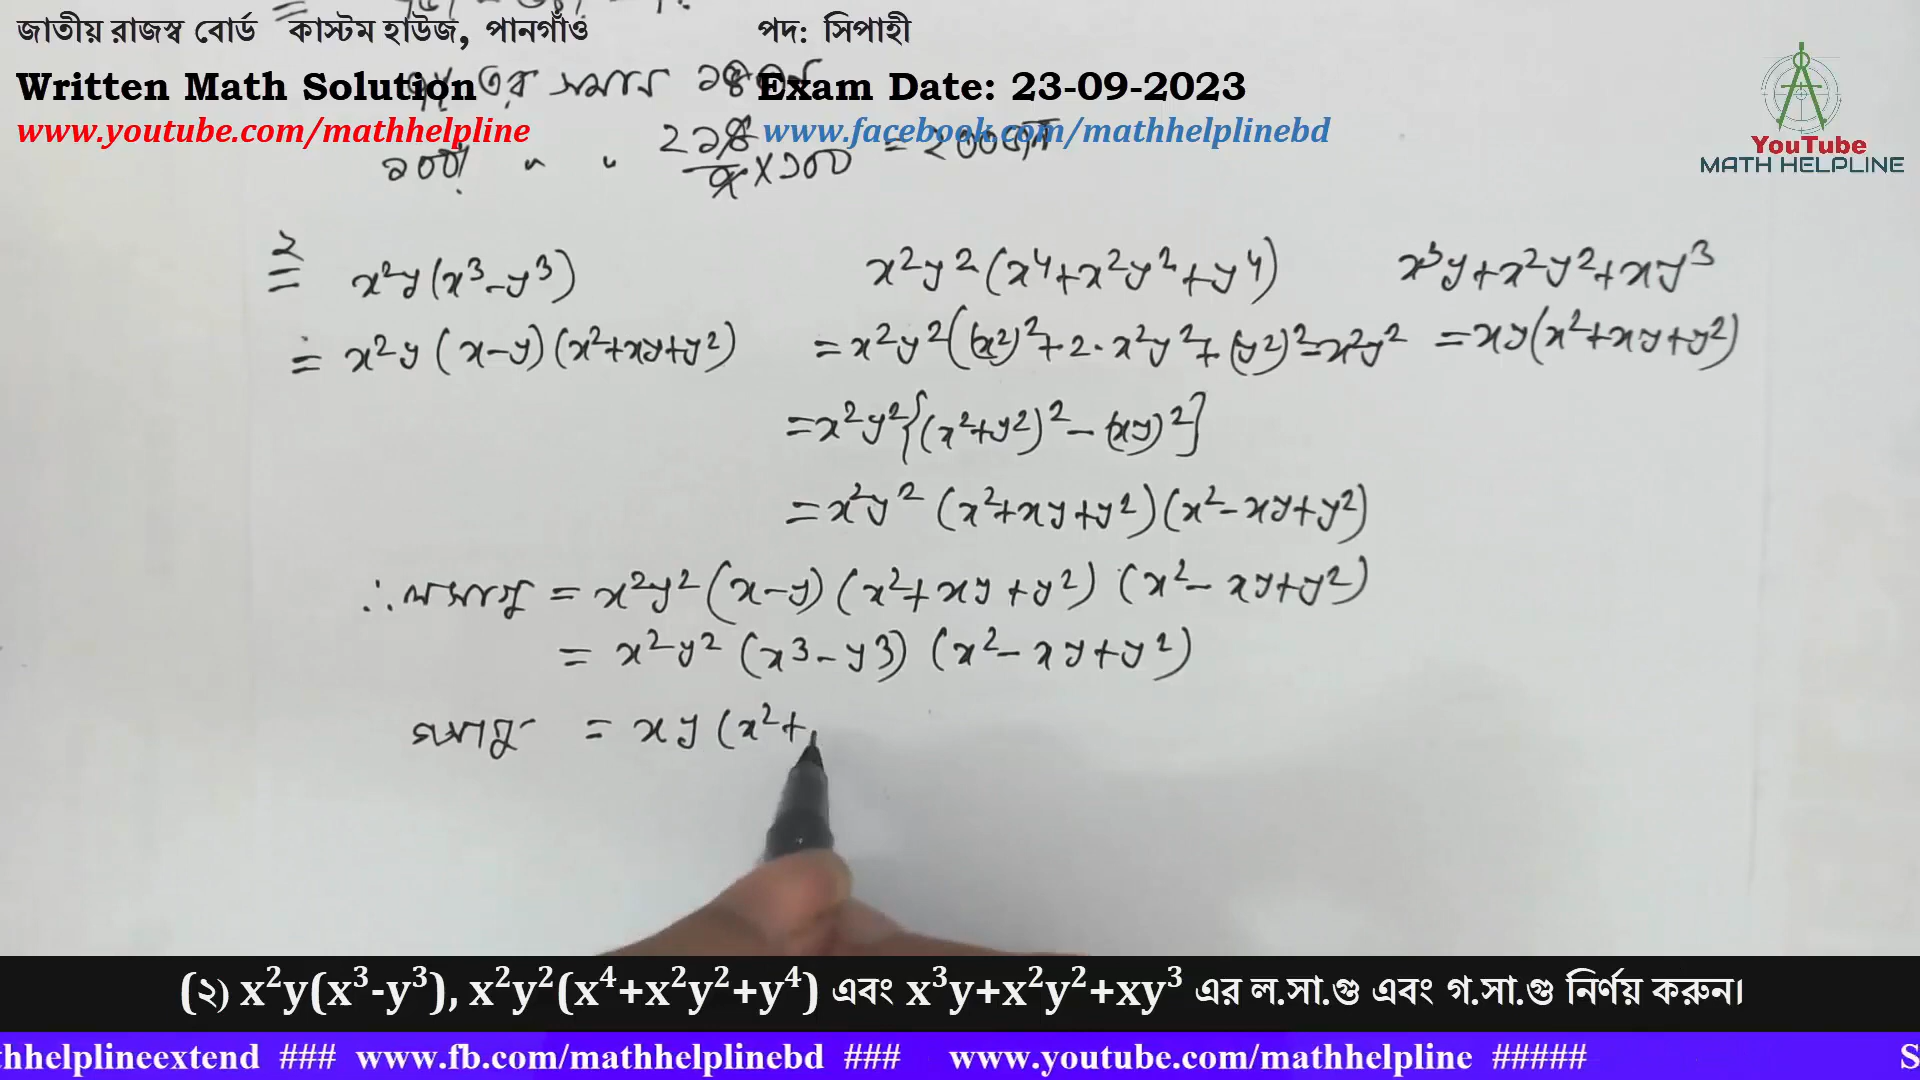 জাতীয় রাজস্ব বোর্ড কাস্টম হাউজ, পানগাঁও পদ: সিপাহী
Written Math Solution Exam Date: 23-09-2023
www.youtube.com/mathhelpline www.facebook.com/mathhelplinebd
YouTube
MATH HELPLINE
এর সমান
১০০% " "
২ x²y(x³-y³) x²y²(x⁴+x²y²+y⁴) x³y+x²y²+xy³
= x²y(x-y)(x²+xy+y²) = x²y²((x²)²+2·x²y²+(y²)²-x²y² = xy(x²+xy+y²)
= x²y²{(x²+y²)²-(xy)²}
= x²y²(x²+xy+y²)(x²-xy+y²)
∴ লসাগু = x²y²(x-y)(x²+xy+y²)(x²-xy+y²)
= x²y²(x³-y³)(x²-xy+y²)
গসাগু = xy(x²+
(২) x²y(x³-y³), x²y²(x⁴+x²y²+y⁴) এবং x³y+x²y²+xy³ এর ল.সা.গু এবং গ.সা.গু নির্ণয় করুন।
thhelplineextend ### www.fb.com/mathhelplinebd ### www.youtube.com/mathhelpline ##### S